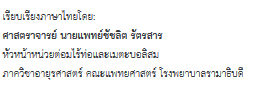 เรียบเรียงภาษาไทยโดย:
ศาสตราจารย์ นายแพทย์ชัชลิต รัตรสาร
หัวหน้าหน่วยต่อมไร้ท่อและเมตะบอลิสม
ภาควิชาอายุรศาสตร์ คณะแพทยศาสตร์ โรงพยาบาลรามาธิบดี